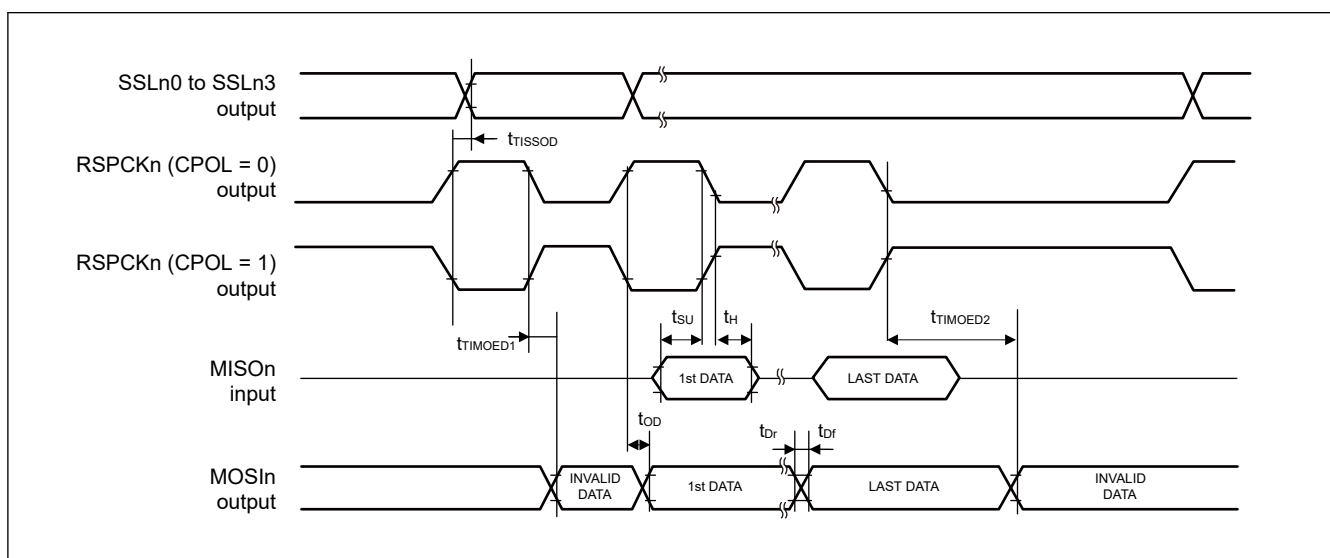 SSLn0 to SSLn3
output
tTISSOD
RSPCKn (CPOL = 0)
output
RSPCKn (CPOL = 1)
output
tSU
tH
tTIMOED1
tTIMOED2
MISOn
input
1st DATA
LAST DATA
tOD
tDr
tDf
MOSIn
output
INVALID
DATA
1st DATA
LAST DATA
INVALID
DATA